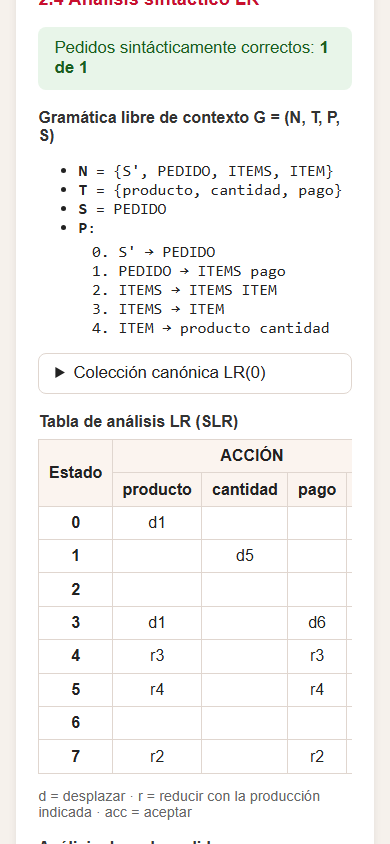 2.4 Análisis sintáctico LR
Pedidos sintácticamente correctos: 1
de 1
Gramática libre de contexto G = (N, T, P,
S)
• N = {S', PEDIDO, ITEMS, ITEM}
• T = {producto, cantidad, pago}
• S = PEDIDO
• P:
0. S' → PEDIDO
1. PEDIDO → ITEMS pago
2. ITEMS → ITEMS ITEM
3. ITEMS → ITEM
4. ITEM → producto cantidad
▶ Colección canónica LR(0)
Tabla de análisis LR (SLR)
Estado ACCIÓN
producto cantidad pago
0 d1
1 d5
2
3 d1 d6
4 r3 r3
5 r4 r4
6
7 r2 r2
d = desplazar · r = reducir con la producción
indicada · acc = aceptar